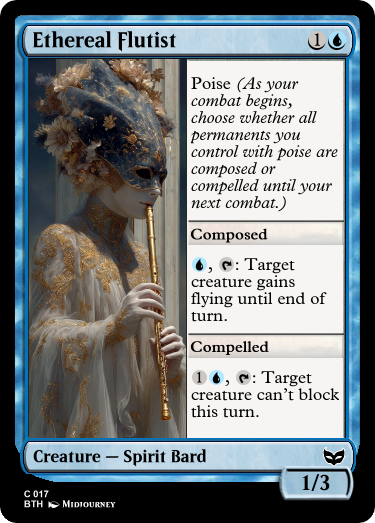 Ethereal Flutist 1
Poise (As your
combat begins,
choose whether all
permanents you
control with poise are
composed or
compelled until your
next combat.)
Composed
, : Target
creature gains
flying until end of
turn.
Compelled
1 , : Target
creature can't block
this turn.
Creature — Spirit Bard
1/3
C 017
BTH Midjourney